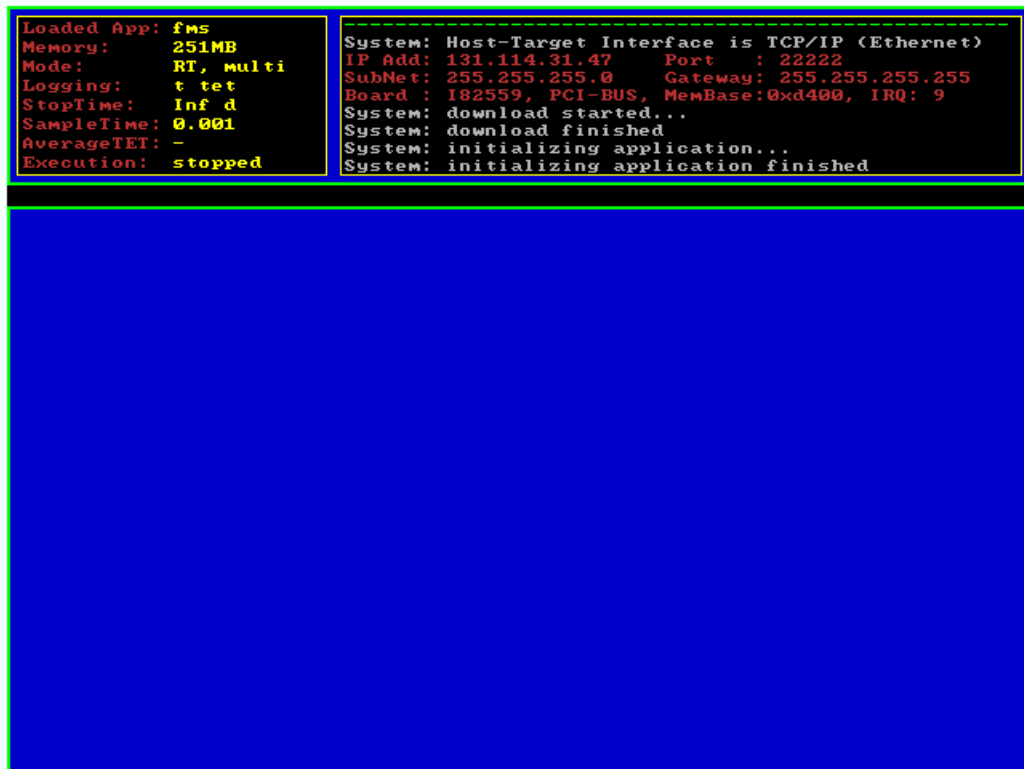 Loaded App: fms
Memory: 251MB
Mode: RT, multi
Logging: t tet
StopTime: Inf d
SampleTime: 0.001
AverageTET: -
Execution: stopped
System: Host-Target Interface is TCP/IP (Ethernet)
IP Add: 131.114.31.47 Port : 22222
SubNet: 255.255.255.0 Gateway: 255.255.255.255
Board : I82559, PCI-BUS, MemBase:0xd400, IRQ: 9
System: download started...
System: download finished
System: initializing application...
System: initializing application finished